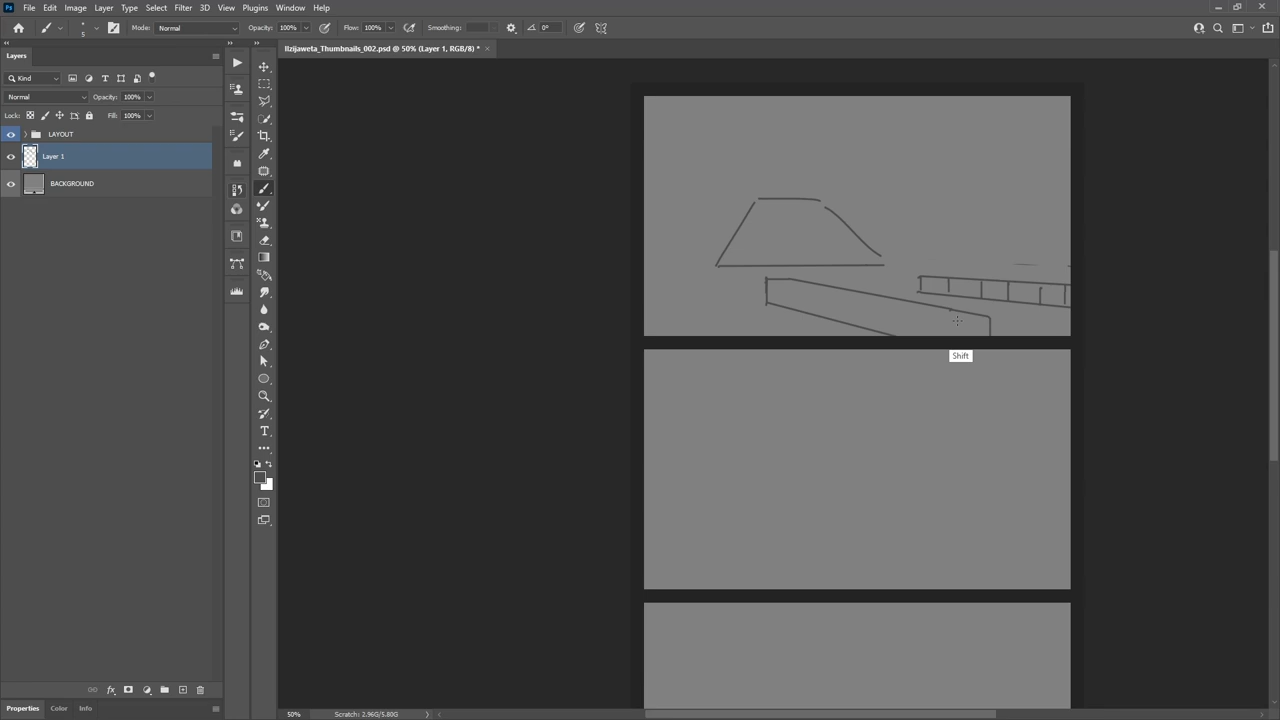 Ps File Edit Image Layer Type Select Filter 3D View Plugins Window Help
5 Mode: Normal Opacity: 100% Flow: 100% Smoothing: 0°
Layers
Ilzijaweta_Thumbnails_002.psd @ 50% (Layer 1, RGB/8) *
Kind
Normal Opacity: 100%
Lock: Fill: 100%
LAYOUT
Layer 1
BACKGROUND
Shift
Properties Color Info
50% Scratch: 2.96G/5.80G